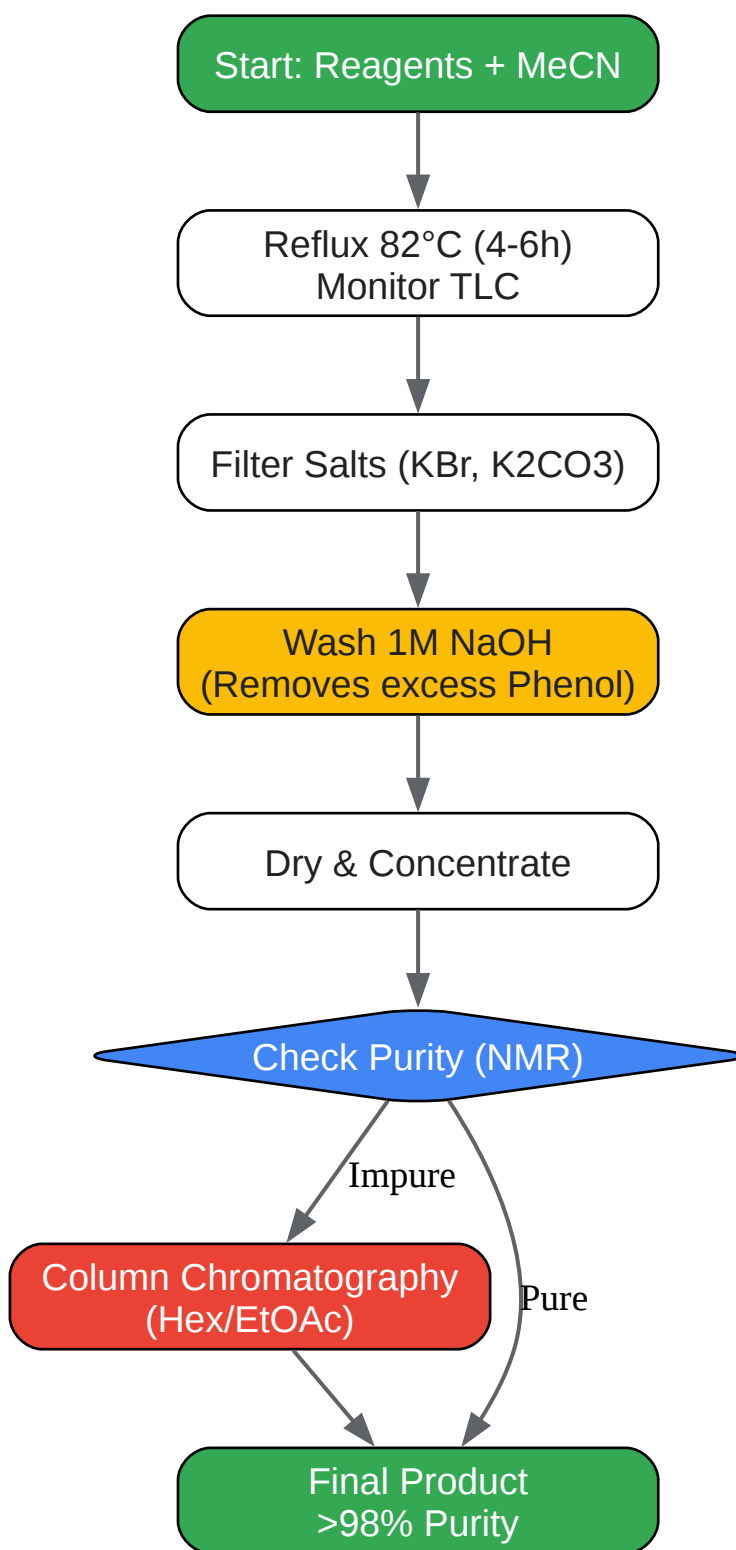 Start: Reagents + MeCN
Reflux 82°C (4-6h)
Monitor TLC
Filter Salts (KBr, K2CO3)
Wash 1M NaOH
(Removes excess Phenol)
Dry & Concentrate
Check Purity (NMR)
Impure
Column Chromatography
(Hex/EtOAc)
Pure
Final Product
>98% Purity